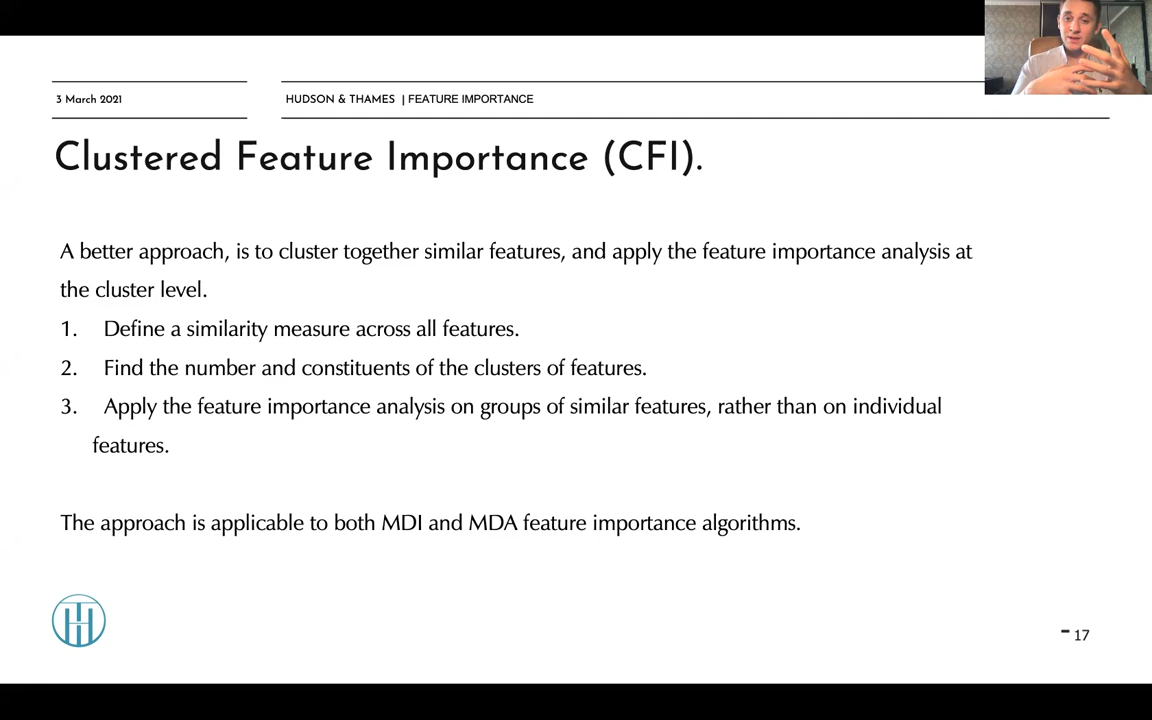 3 March 2021
HUDSON & THAMES | FEATURE IMPORTANCE
Clustered Feature Importance (CFI).
A better approach, is to cluster together similar features, and apply the feature importance analysis at
the cluster level.
1. Define a similarity measure across all features.
2. Find the number and constituents of the clusters of features.
3. Apply the feature importance analysis on groups of similar features, rather than on individual
features.
The approach is applicable to both MDI and MDA feature importance algorithms.
17